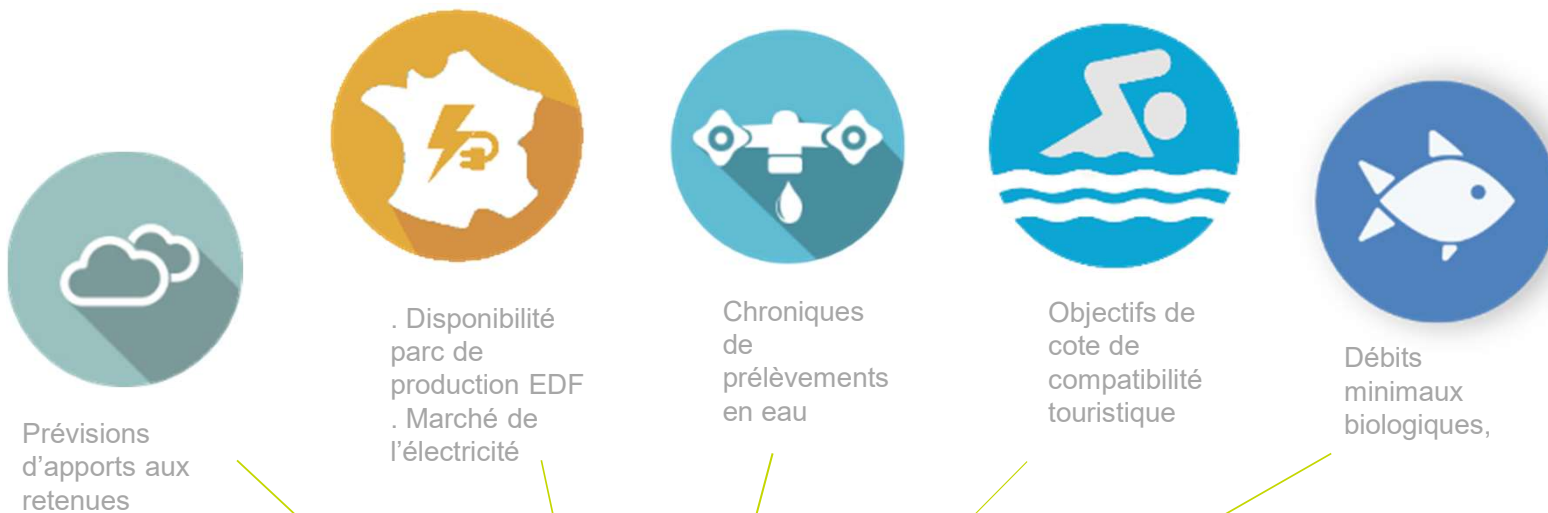 Prévisions
d'apports aux
retenues
. Disponibilité
parc de
production EDF
. Marché de
l'électricité
Chroniques
de
prélèvements
en eau
Objectifs de
cote de
compatibilité
touristique
Débits
minimaux
biologiques,